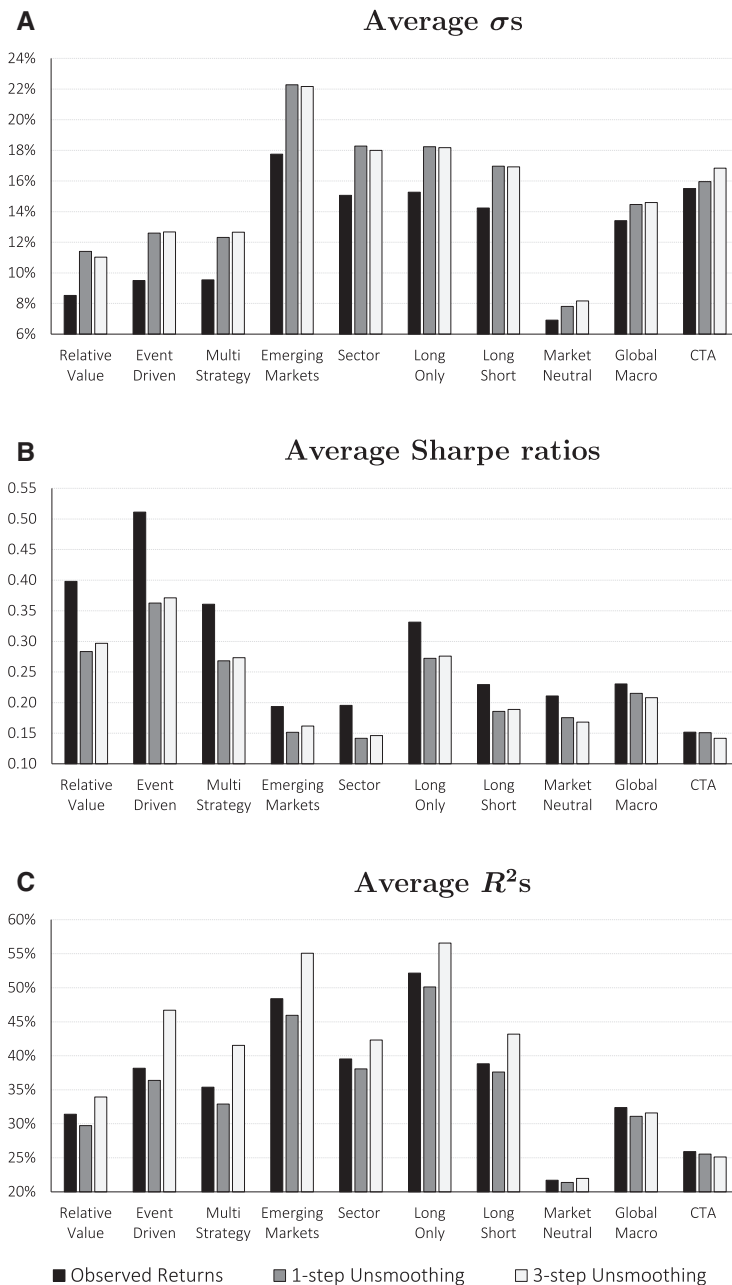 A
Average σs
24%
22%
20%
18%
16%
14%
12%
10%
8%
6%
Relative Value
Event Driven
Multi Strategy
Emerging Markets
Sector
Long Only
Long Short
Market Neutral
Global Macro
CTA
B
Average Sharpe ratios
0.55
0.50
0.45
0.40
0.35
0.30
0.25
0.20
0.15
0.10
Relative Value
Event Driven
Multi Strategy
Emerging Markets
Sector
Long Only
Long Short
Market Neutral
Global Macro
CTA
C
Average R²s
60%
55%
50%
45%
40%
35%
30%
25%
20%
Relative Value
Event Driven
Multi Strategy
Emerging Markets
Sector
Long Only
Long Short
Market Neutral
Global Macro
CTA
Observed Returns
1-step Unsmoothing
3-step Unsmoothing